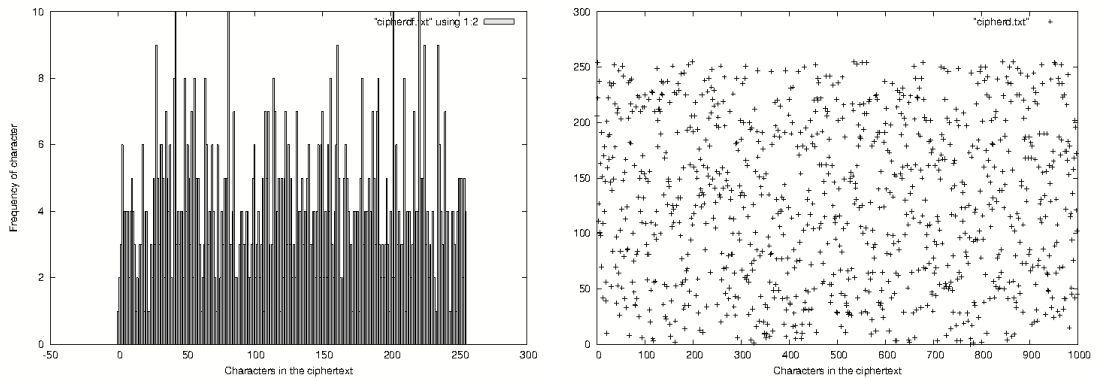 10
8
6
4
2
0
Frequency of character
"cipherdf.txt" using 1:2
-50 0 50 100 150 200 250 300
Characters in the ciphertext
300
250
200
150
100
50
0
"cipherd.txt"
0 100 200 300 400 500 600 700 800 900 1000
Characters in the ciphertext